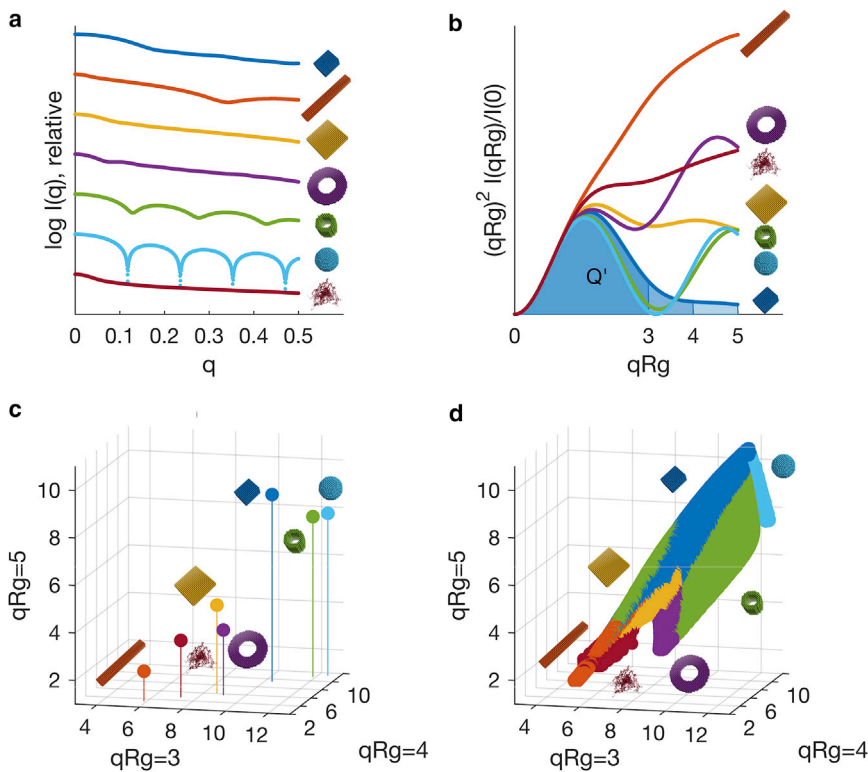 a
log I(q), relative
0 0.1 0.2 0.3 0.4 0.5
q
b
(qRg)² I(qRg)/I(0)
Q'
0 3 4 5
qRg
c
10
8
6
4
2
qRg=5
4 6 8 10 12
qRg=3
2 6 10
qRg=4
d
10
8
6
4
2
qRg=5
4 6 8 10 12
qRg=3
2 6 10
qRg=4